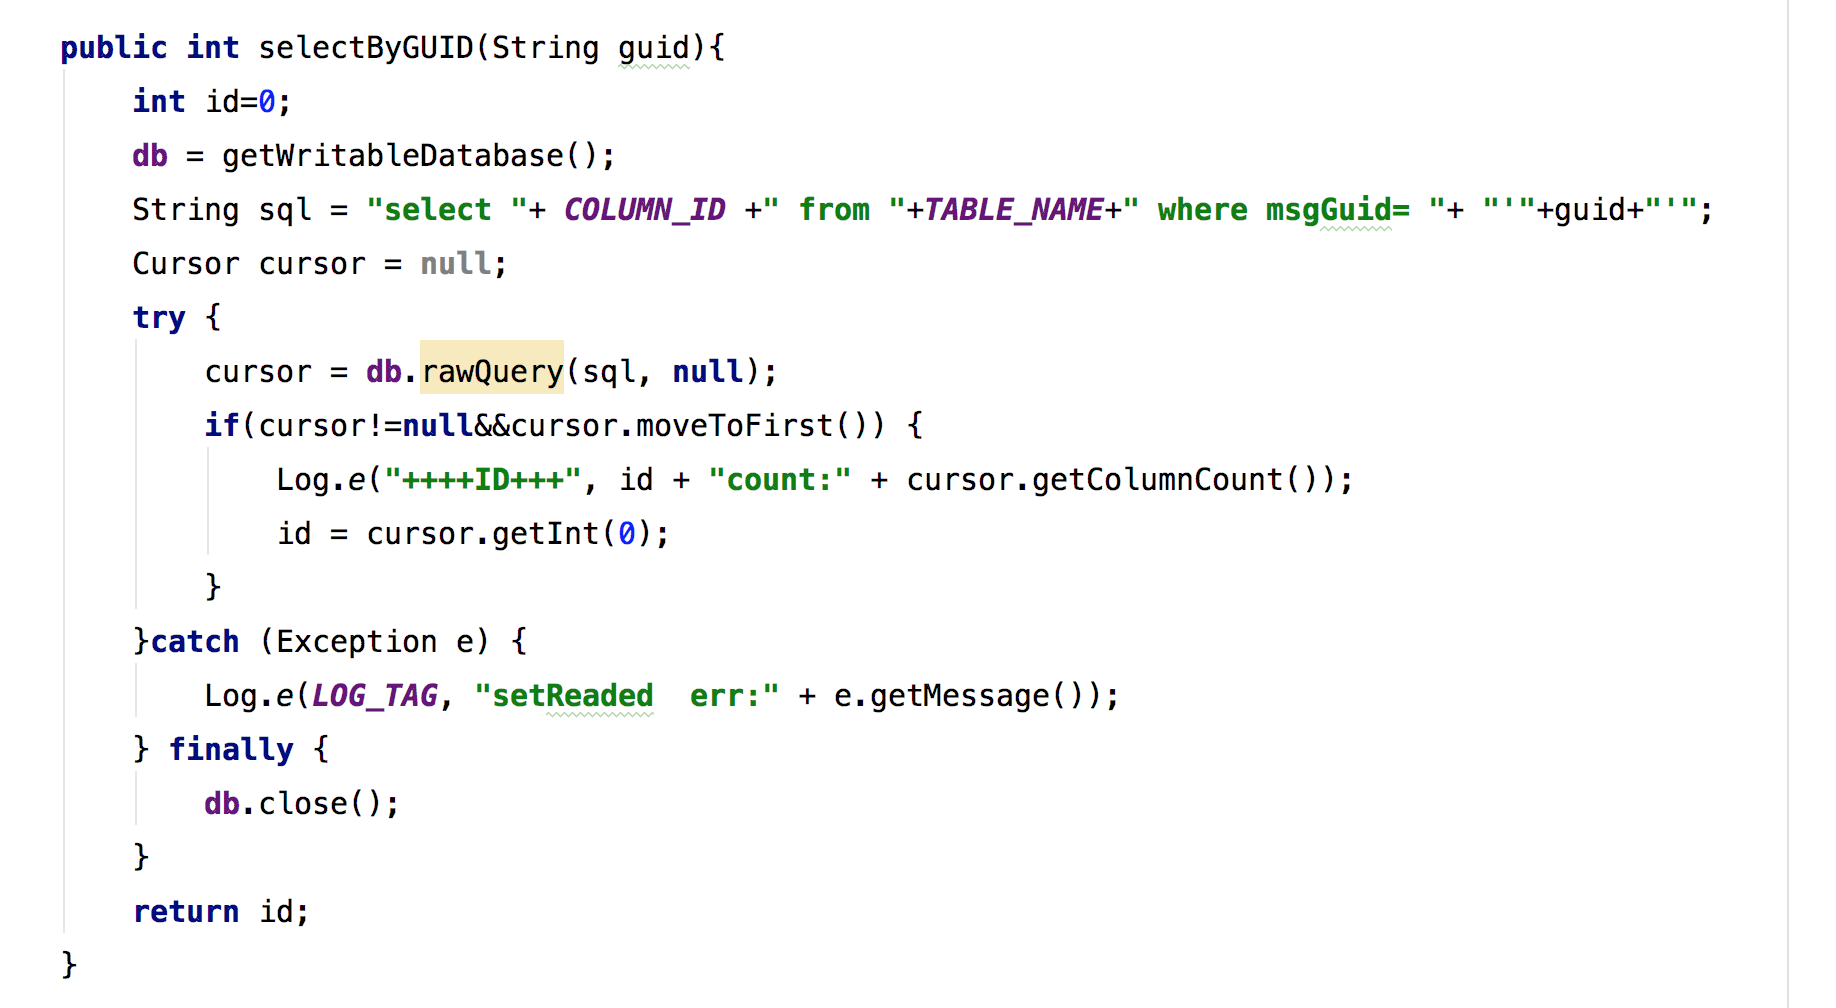 public int selectByGUID(String guid){
int id=0;
db = getWritableDatabase();
String sql = "select "+ COLUMN_ID +" from "+TABLE_NAME+" where msgGuid= "+ "'"+guid+"'";
Cursor cursor = null;
try {
cursor = db.rawQuery(sql, null);
if(cursor!=null&&cursor.moveToFirst()) {
Log.e("++++ID+++", id + "count:" + cursor.getColumnCount());
id = cursor.getInt(0);
}
}catch (Exception e) {
Log.e(LOG_TAG, "setReaded  err:" + e.getMessage());
} finally {
db.close();
}
return id;
}